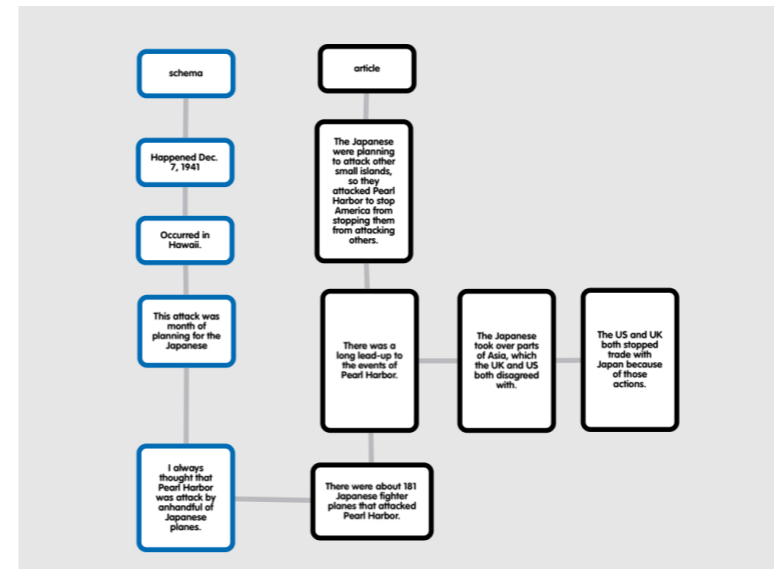 schema
Happened Dec.
7, 1941
Occurred in
Hawaii.
This attack was
month of
planning for the
Japanese
I always
thought that
Pearl Harbor
was attack by
anhandful of
Japanese
planes.
article
The Japanese
were planning
to attack other
small islands,
so they
attacked Pearl
Harbor to stop
America from
stopping them
from attacking
others.
There was a
long lead-up to
the events of
Pearl Harbor.
The Japanese
took over parts
of Asia, which
the UK and US
both disagreed
with.
The US and UK
both stopped
trade with
Japan because
of those
actions.
There were about 181
Japanese fighter
planes that attacked
Pearl Harbor.